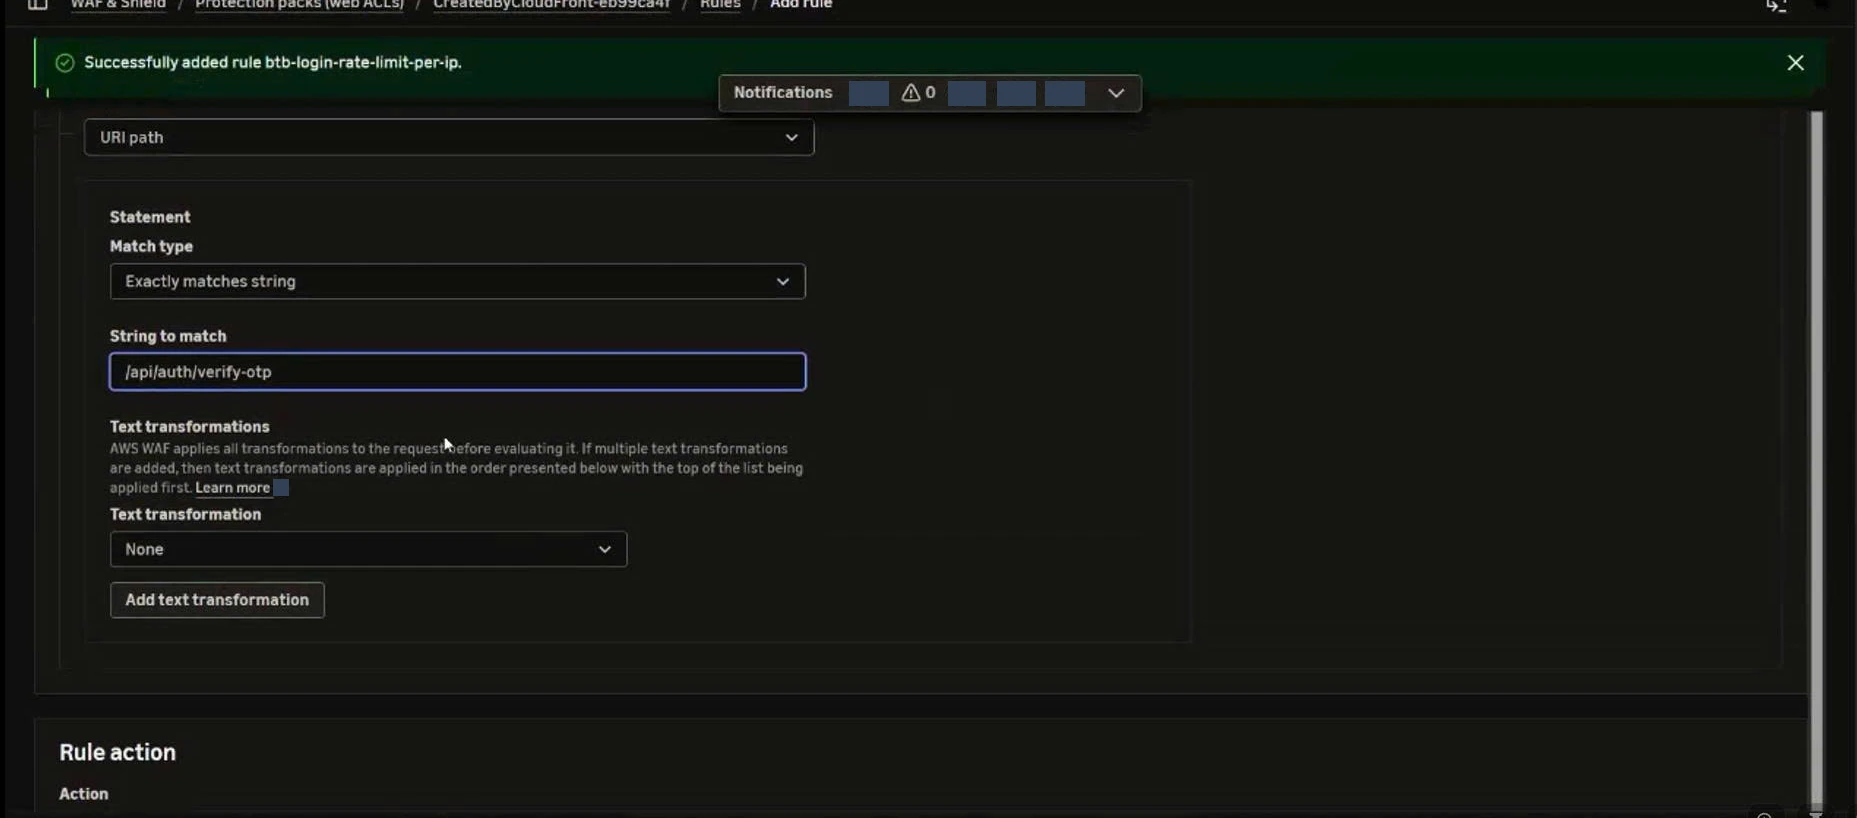 WAF & Shield / Protection packs (web ACLs) / CreatedByCloudFront-eb99ca4f / Rules / Add rule
Successfully added rule btb-login-rate-limit-per-ip.
Notifications 0
URI path
Statement
Match type
Exactly matches string
String to match
/api/auth/verify-otp
Text transformations
AWS WAF applies all transformations to the request before evaluating it. If multiple text transformations
are added, then text transformations are applied in the order presented below with the top of the list being
applied first. Learn more
Text transformation
None
Add text transformation
Rule action
Action